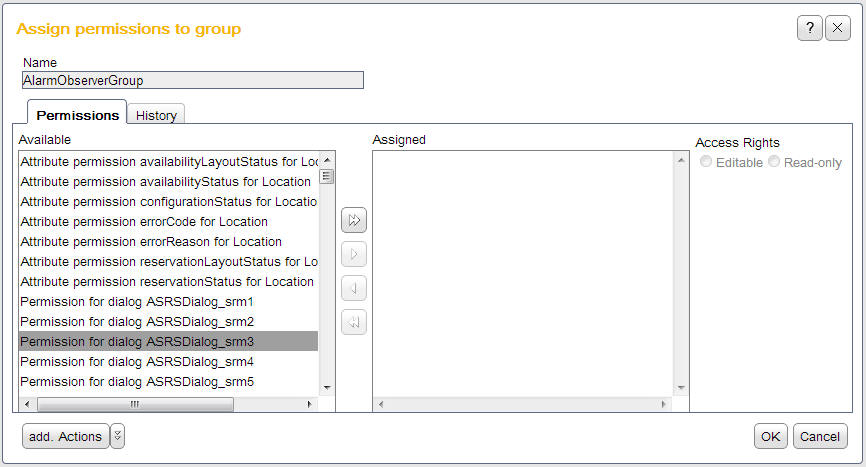 Assign permissions to group
?
Name
AlarmObserverGroup
Permissions
History
Available
Assigned
Access Rights
Editable
Read-only
Attribute permission availabilityLayoutStatus for Loc
Attribute permission availabilityStatus for Location
Attribute permission configurationStatus for Locatio
Attribute permission errorCode for Location
Attribute permission errorReason for Location
Attribute permission reservationLayoutStatus for Lo
Attribute permission reservationStatus for Location
Permission for dialog ASRSDialog_srm1
Permission for dialog ASRSDialog_srm2
Permission for dialog ASRSDialog_srm3
Permission for dialog ASRSDialog_srm4
Permission for dialog ASRSDialog_srm5
add. Actions
OK
Cancel